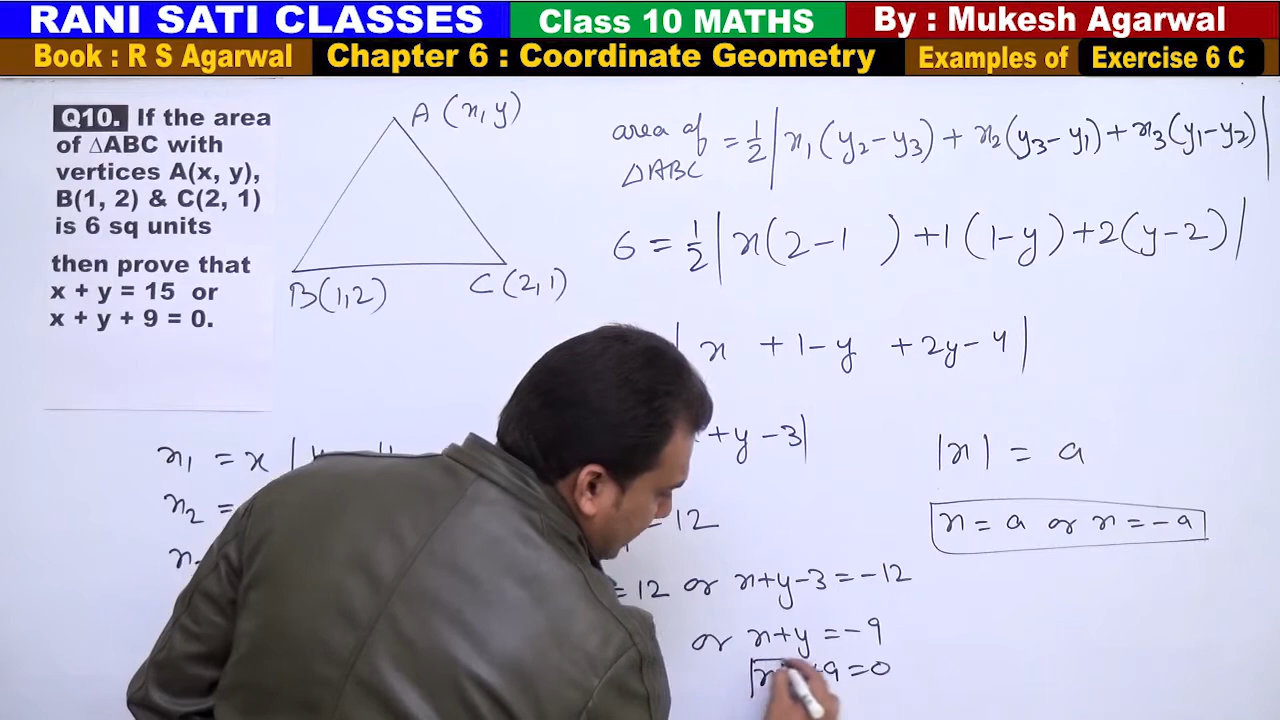 RANI SATI CLASSES
Class 10 MATHS
By : Mukesh Agarwal
Book : R S Agarwal
Chapter 6 : Coordinate Geometry
Examples of Exercise 6 C
Q10. If the area
of △ABC with
vertices A(x, y),
B(1, 2) & C(2, 1)
is 6 sq units
then prove that
x + y = 15 or
x + y + 9 = 0.
A (x, y)
B(1,2)
C (2,1)
area of △ABC = 1/2 | x₁(y₂-y₃) + x₂(y₃-y₁) + x₃(y₁-y₂) |
6 = 1/2 | x(2-1 ) +1(1-y) +2(y-2) |
| x +1-y +2y-4 |
+y -3|
x₁ = x |
x₂ =
12
= 12 or x+y-3 = -12
or x+y = -9
+9 = 0
|x| = a
x = a or x = -a